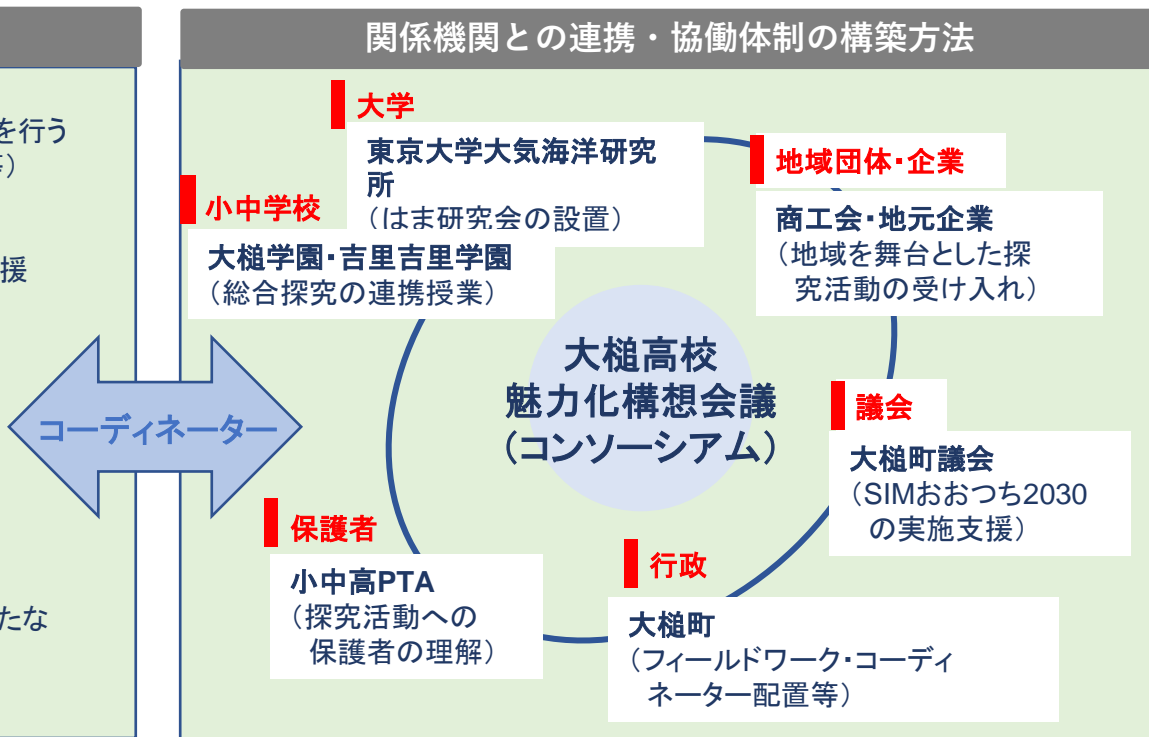 関係機関との連携・協働体制の構築方法
を行う
援
たな
コーディネーター
大学
東京大学大気海洋研究
所
（はま研究会の設置）
小中学校
大槌学園・吉里吉里学園
（総合探究の連携授業）
地域団体・企業
商工会・地元企業
（地域を舞台とした探
究活動の受け入れ）
大槌高校
魅力化構想会議
（コンソーシアム）
議会
大槌町議会
（SIMおおつち2030
の実施支援）
保護者
小中高PTA
（探究活動への
保護者の理解）
行政
大槌町
（フィールドワーク・コーディ
ネーター配置等）